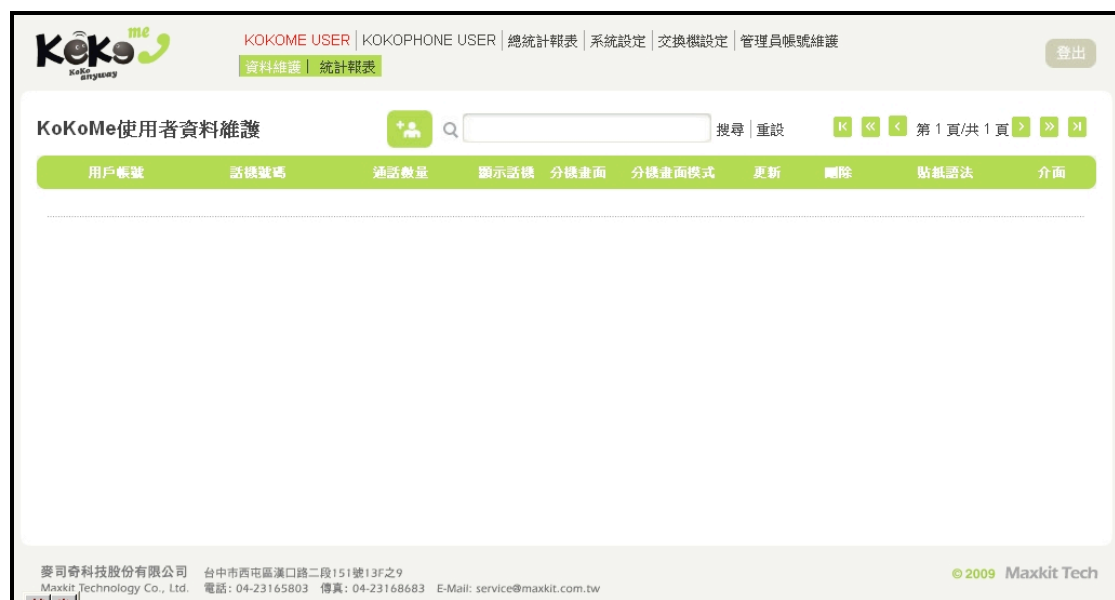 KoKo me
KoKo anyway
KOKOME USER | KOKOPHONE USER | 總統計報表 | 系統設定 | 交換機設定 | 管理員帳號維護
資料維護 | 統計報表
登出
KoKoMe使用者資料維護
搜尋 | 重設
第 1 頁/共 1 頁
用戶帳號 話機號碼 通話數量 顯示話機 分機畫面 分機畫面模式 更新 刪除 貼紙語法 介面
麥司奇科技股份有限公司 台中市西屯區漢口路二段151號13F之9
Maxkit Technology Co., Ltd. 電話: 04-23165803 傳真: 04-23168683 E-Mail: service@maxkit.com.tw
© 2009 Maxkit Tech